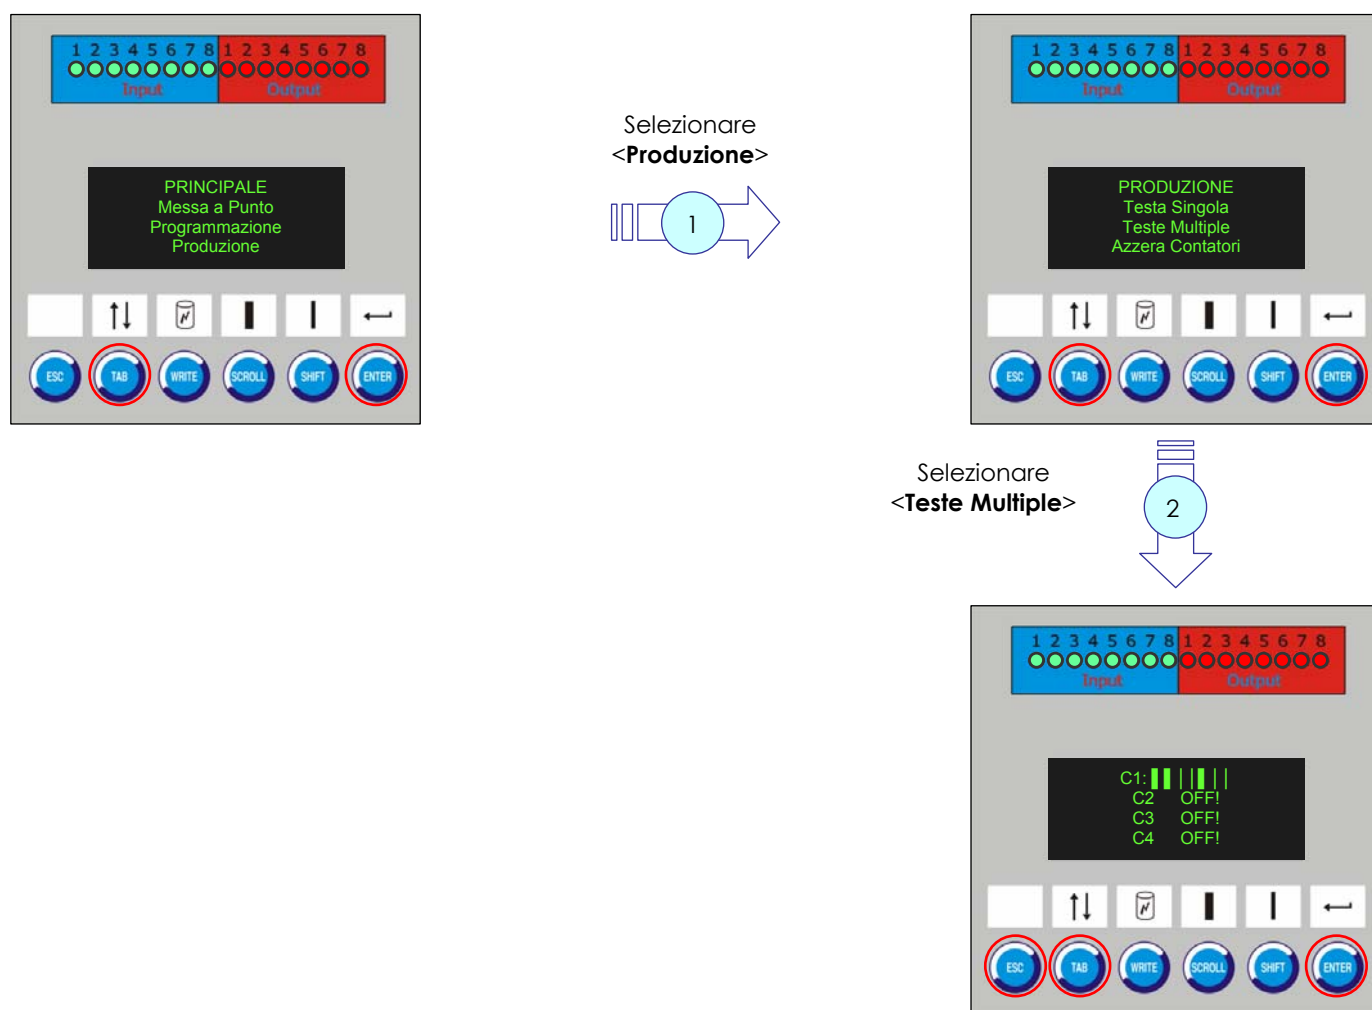 1 2 3 4 5 6 7 8 1 2 3 4 5 6 7 8
Input Output
PRINCIPALE
Messa a Punto
Programmazione
Produzione
ESC TAB WRITE SCROLL SHIFT ENTER
Selezionare
<Produzione>
1
1 2 3 4 5 6 7 8 1 2 3 4 5 6 7 8
Input Output
PRODUZIONE
Testa Singola
Teste Multiple
Azzera Contatori
ESC TAB WRITE SCROLL SHIFT ENTER
Selezionare
<Teste Multiple>
2
1 2 3 4 5 6 7 8 1 2 3 4 5 6 7 8
Input Output
C1:
C2 OFF!
C3 OFF!
C4 OFF!
ESC TAB WRITE SCROLL SHIFT ENTER